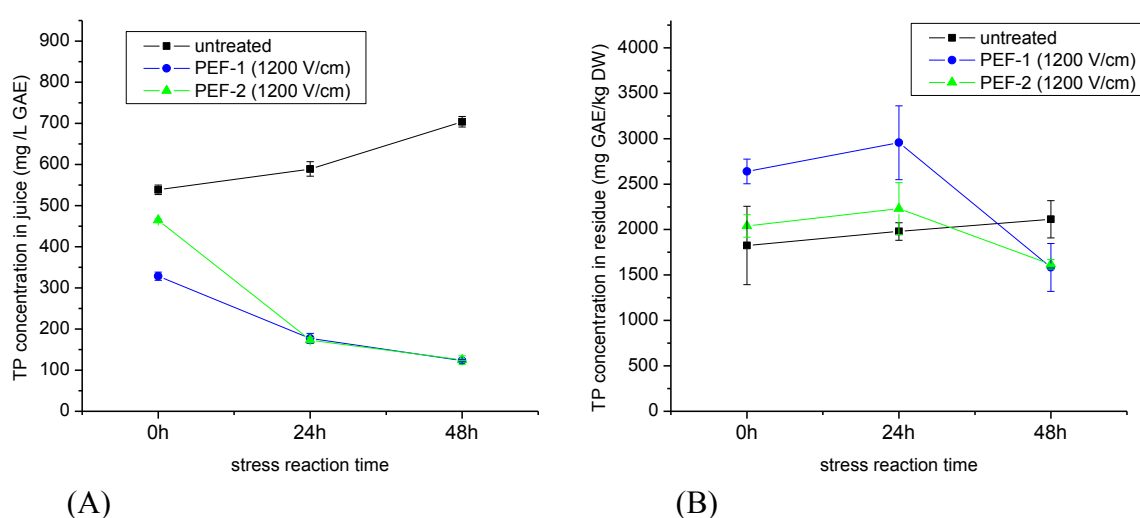 TP concentration in juice (mg /L GAE)
900
800
700
600
500
400
300
200
100
0
untreated
PEF-1 (1200 V/cm)
PEF-2 (1200 V/cm)
0h 24h 48h
stress reaction time
(A)
TP concentration in residue (mg GAE/kg DW)
4000
3500
3000
2500
2000
1500
1000
500
0
untreated
PEF-1 (1200 V/cm)
PEF-2 (1200 V/cm)
0h 24h 48h
stress reaction time
(B)